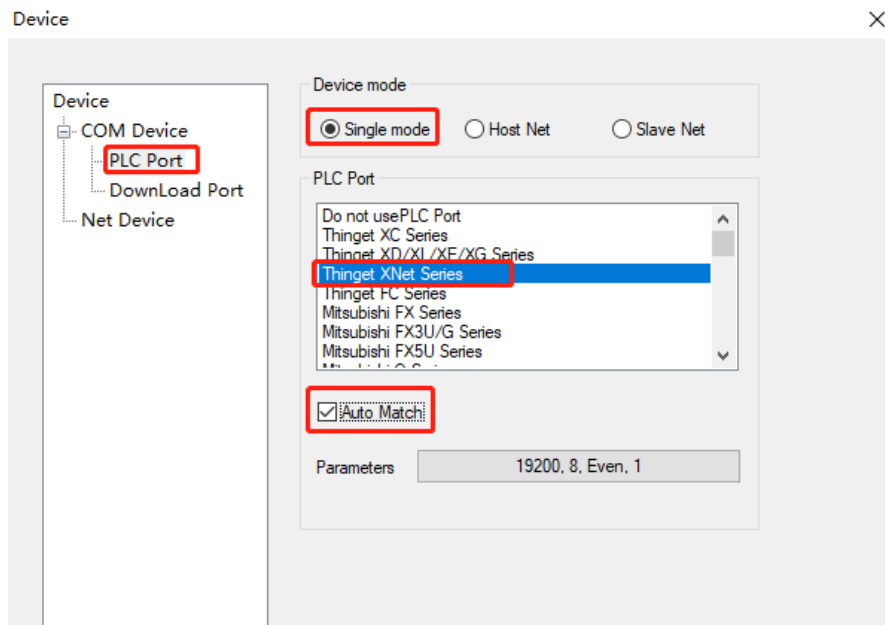 Device
Device
COM Device
PLC Port
DownLoad Port
Net Device
Device mode
Single mode
Host Net
Slave Net
PLC Port
Do not usePLC Port
Thinget XC Series
Thinget XD/XL/XE/XG Series
Thinget XNet Series
Thinget FC Series
Mitsubishi FX Series
Mitsubishi FX3U/G Series
Mitsubishi FX5U Series
Auto Match
Parameters
19200, 8, Even, 1